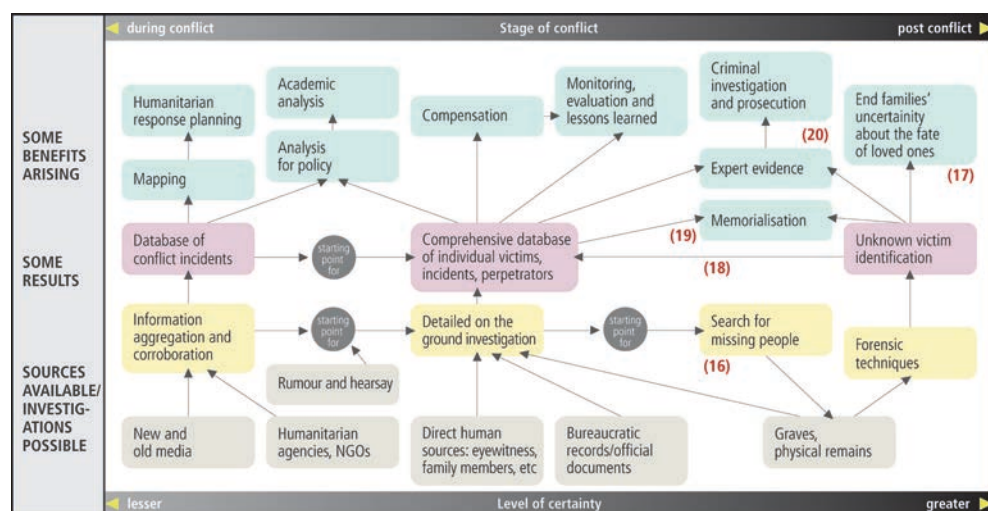 during conflict
Stage of conflict
post conflict
SOME
BENEFITS
ARISING
SOME
RESULTS
SOURCES
AVAILABLE/
INVESTIG-
ATIONS
POSSIBLE
Humanitarian
response planning
Academic
analysis
Compensation
Monitoring,
evaluation and
lessons learned
Criminal
investigation
and prosecution
End families'
uncertainty
about the fate
of loved ones
(20)
(17)
Mapping
Analysis
for policy
Expert evidence
Memorialisation
(19)
Database of
conflict incidents
starting
point
for
Comprehensive database
of individual victims,
incidents, perpetrators
(18)
Unknown victim
identification
Information
aggregation and
corroboration
starting
point
for
Detailed on the
ground investigation
starting
point
for
Search for
missing people
(16)
Forensic
techniques
Rumour and hearsay
New and
old media
Humanitarian
agencies, NGOs
Direct human
sources: eyewitness,
family members, etc
Bureaucratic
records/official
documents
Graves,
physical remains
lesser
Level of certainty
greater